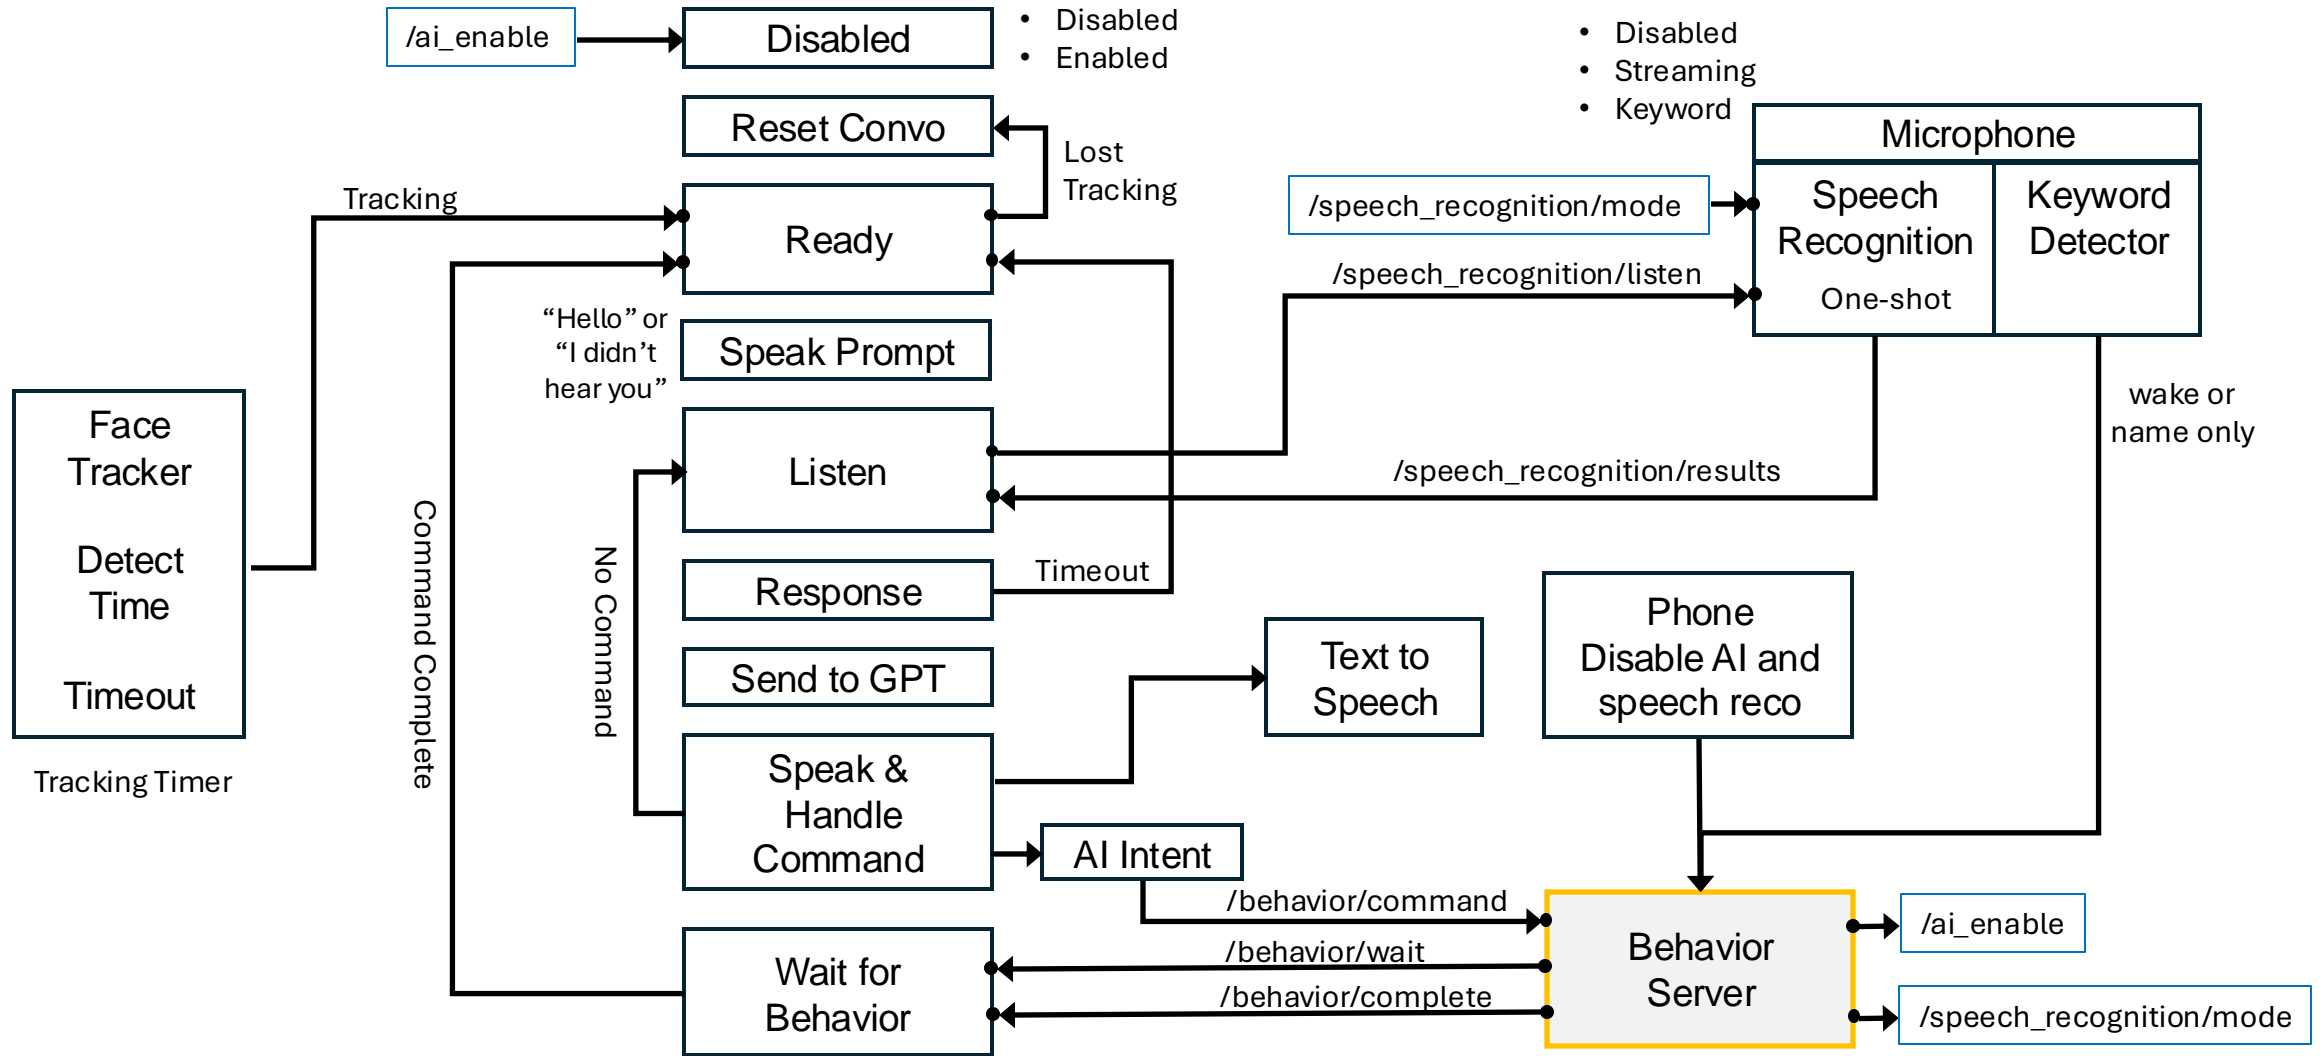 /ai_enable
Disabled
• Disabled
• Enabled
Reset Convo
Lost
Tracking
Tracking
Ready
“Hello” or
“I didn’t
hear you”
Speak Prompt
Listen
Response
Timeout
Send to GPT
Speak &
Handle
Command
Wait for
Behavior
Face
Tracker
Detect
Time
Timeout
Tracking Timer
Command Complete
No Command
• Disabled
• Streaming
• Keyword
Microphone
Speech
Recognition
One-shot
Keyword
Detector
/speech_recognition/mode
/speech_recognition/listen
/speech_recognition/results
wake or
name only
Text to
Speech
Phone
Disable AI and
speech reco
AI Intent
/behavior/command
/behavior/wait
/behavior/complete
Behavior
Server
/ai_enable
/speech_recognition/mode